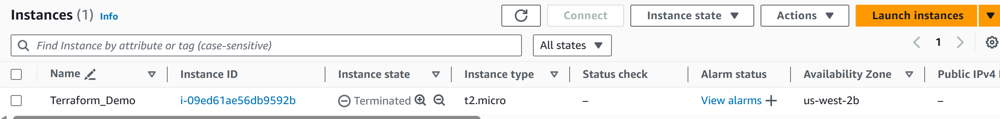 Instances (1) Info Connect Instance state Actions Launch instances
Find Instance by attribute or tag (case-sensitive) All states 1
Name Instance ID Instance state Instance type Status check Alarm status Availability Zone Public IPv4
Terraform_Demo i-09ed61ae56db9592b Terminated t2.micro – View alarms + us-west-2b –